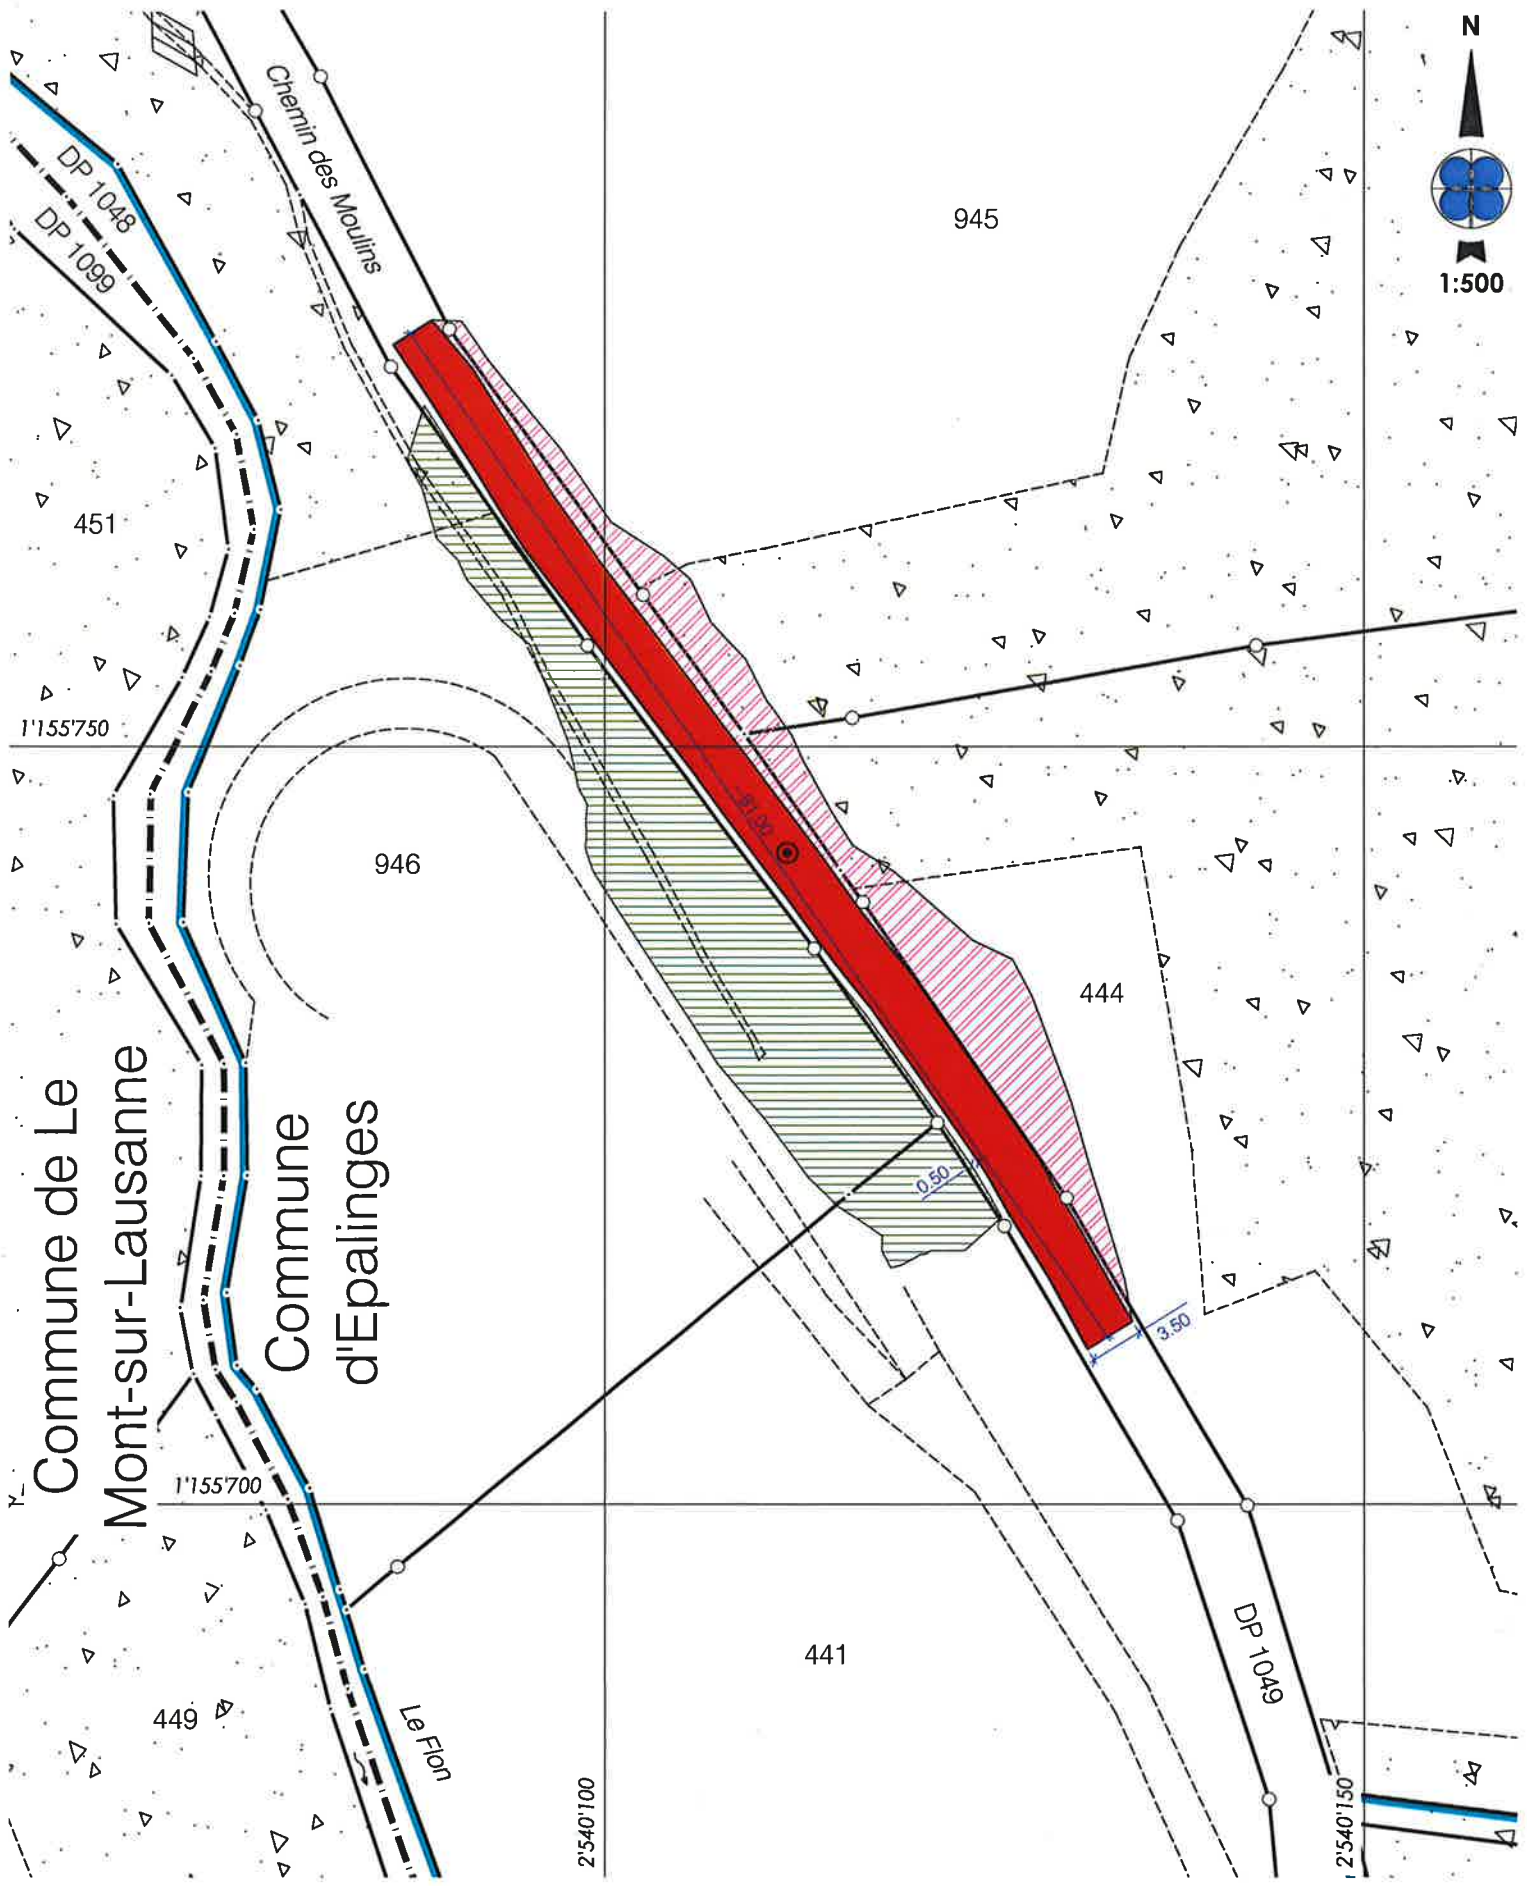 N
1:500
Chemin des Moulins
DP 1048
DP 1099
945
451
1'155'750
81.00
946
444
Commune de Le
Mont-sur-Lausanne
Commune
d'Epalinges
0.50
3.50
1'155'700
441
DP 1049
449
Le Flon
2'540'100
2'540'150